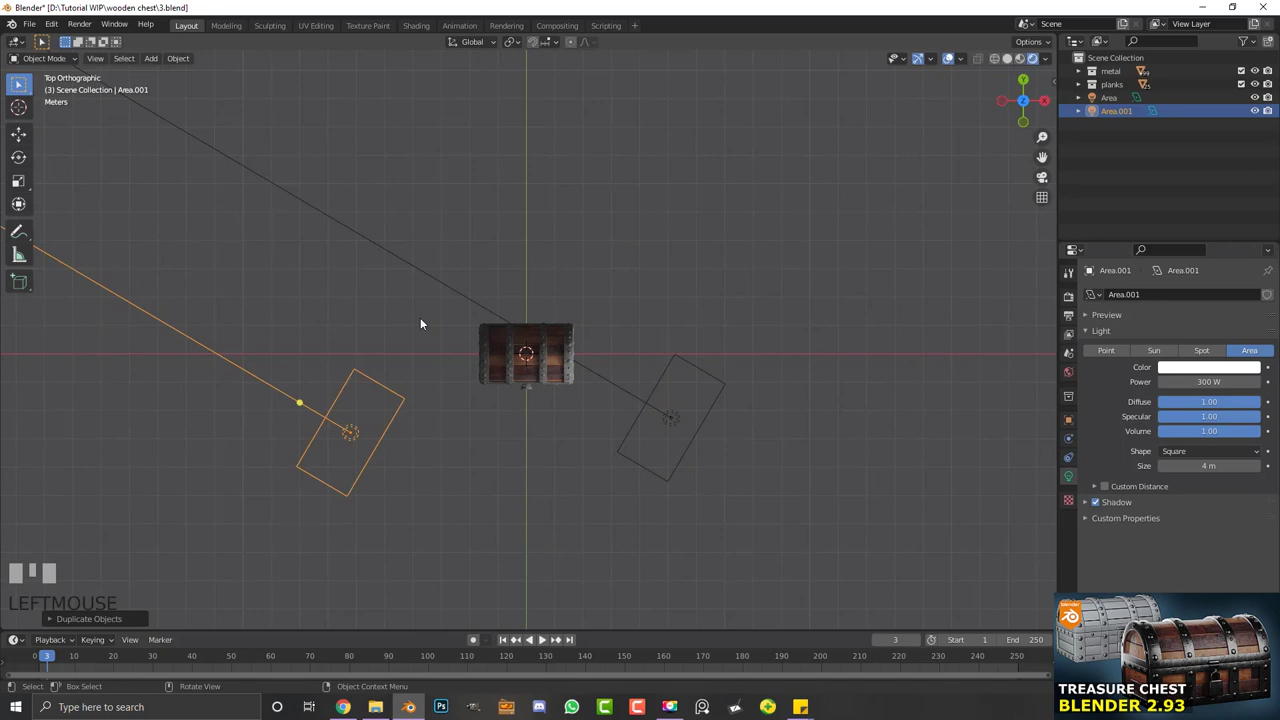 Blender* [D:\Tutorial WIP\wooden chest\3.blend]
File Edit Render Window Help Layout Modeling Sculpting UV Editing Texture Paint Shading Animation Rendering Compositing Scripting + Scene View Layer
Global Options
Object Mode View Select Add Object
Top Orthographic
(3) Scene Collection | Area.001
Meters
Y
X
Z
Scene Collection
metal
planks
Area
Area.001
Area.001 Area.001
Area.001
Preview
Light
Point Sun Spot Area
Color
Power 300 W
Diffuse 1.00
Specular 1.00
Volume 1.00
Shape Square
Size 4 m
Custom Distance
Shadow
Custom Properties
LEFTMOUSE
Duplicate Objects
Playback Keying View Marker 3 Start 1 End 250
3 10 20 30 40 50 60 70 80 90 100 110 120 130 140 150 160 170 180 190 200 210 220 230 240 250
Select Box Select Rotate View Object Context Menu
Type here to search
blender
TREASURE CHEST
BLENDER 2.93